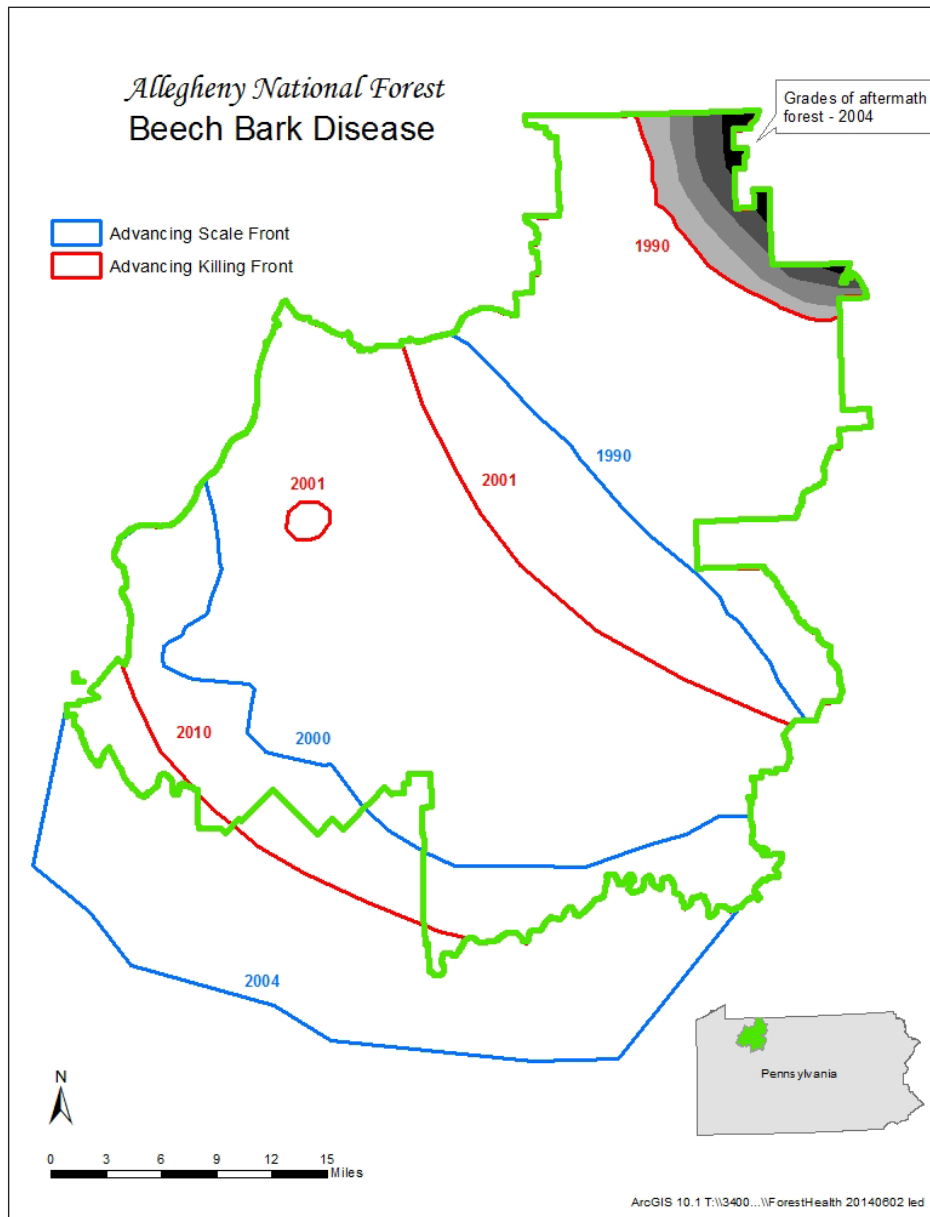 Allegheny National Forest
Beech Bark Disease
Grades of aftermath
forest - 2004
Advancing Scale Front
Advancing Killing Front
1990
1990
2001
2001
2010
2000
2004
Pennsylvania
N
0 3 6 9 12 15
Miles
ArcGIS 10.1 T:\\3400...\\ForestHealth 20140602 led